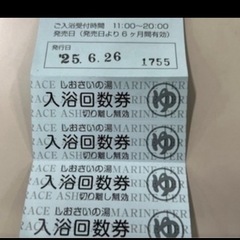 ご入浴受付時間 11:00~20:00
発売日(発売日より6ヶ月間有効)
発行日
'25.6.26 1755
しおさいの湯
入浴回数券 ゆ
切り離し無効
しおさいの湯
入浴回数券 ゆ
切り離し無効
しおさいの湯
入浴回数券 ゆ
切り離し無効
しおさいの湯
入浴回数券 ゆ